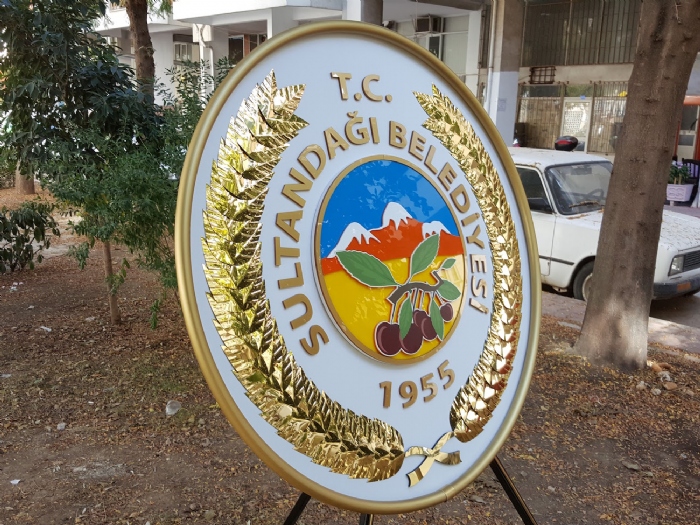 T.C.
SULTANDAĞI BELEDİYESİ
1955